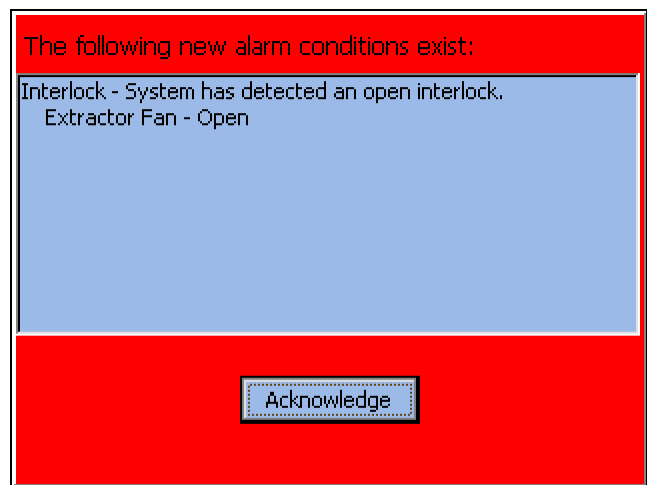 The following new alarm conditions exist:
Interlock - System has detected an open interlock.
Extractor Fan - Open
Acknowledge